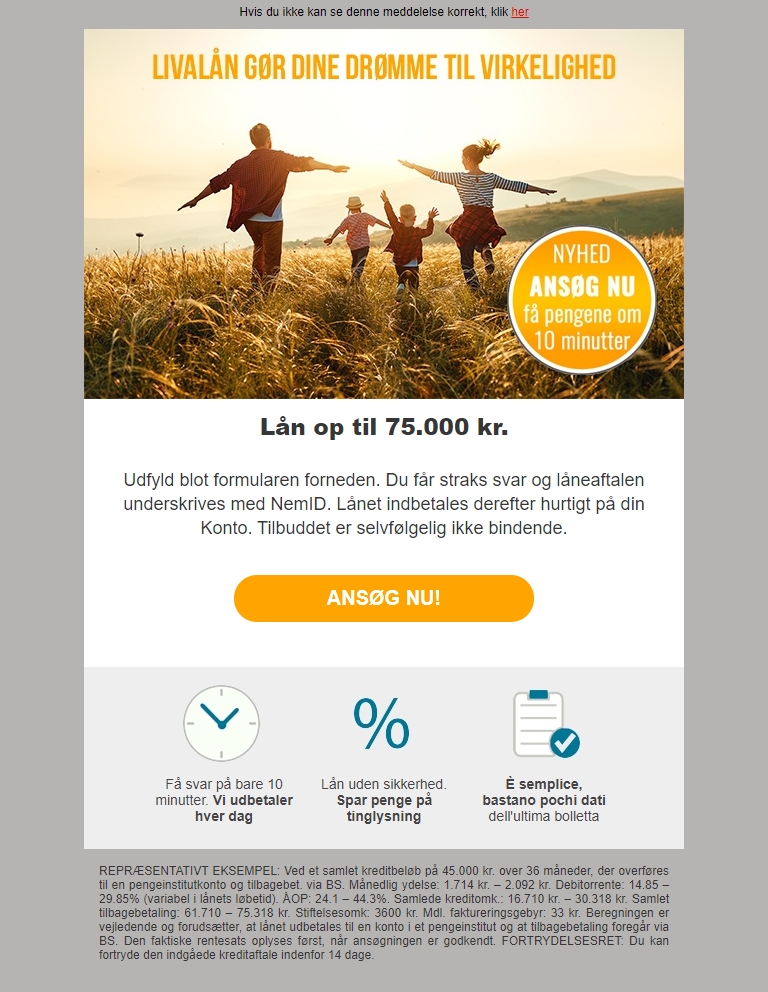 Hvis du ikke kan se denne meddelelse korrekt, klik her
LIVALÅN GØR DINE DRØMME TIL VIRKELIGHED
NYHED
ANSØG NU
få pengene om
10 minutter
Lån op til 75.000 kr.
Udfyld blot formularen forneden. Du får straks svar og låneaftalen
underskrives med NemID. Lånet indbetales derefter hurtigt på din
Konto. Tilbuddet er selvfølgelig ikke bindende.
ANSØG NU!
Få svar på bare 10
minutter. Vi udbetaler
hver dag
Lån uden sikkerhed.
Spar penge på
tinglysning
È semplice,
bastano pochi dati
dell'ultima bolletta
REPRÆSENTATIVT EKSEMPEL: Ved et samlet kreditbeløb på 45.000 kr. over 36 måneder, der overføres
til en pengeinstitutkonto og tilbagebet. via BS. Månedlig ydelse: 1.714 kr. – 2.092 kr. Debitorrente: 14.85 –
29.85% (variabel i lånets løbetid). ÅOP: 24.1 – 44.3%. Samlede kreditomk.: 16.710 kr. – 30.318 kr. Samlet
tilbagebetaling: 61.710 – 75.318 kr. Stiftelsesomk: 3600 kr. Mdl. faktureringsgebyr: 33 kr. Beregningen er
vejledende og forudsætter, at lånet udbetales til en konto i et pengeinstitut og at tilbagebetaling foregår via
BS. Den faktiske rentesats oplyses først, når ansøgningen er godkendt. FORTRYDELSESRET: Du kan
fortryde den indgåede kreditaftale indenfor 14 dage.